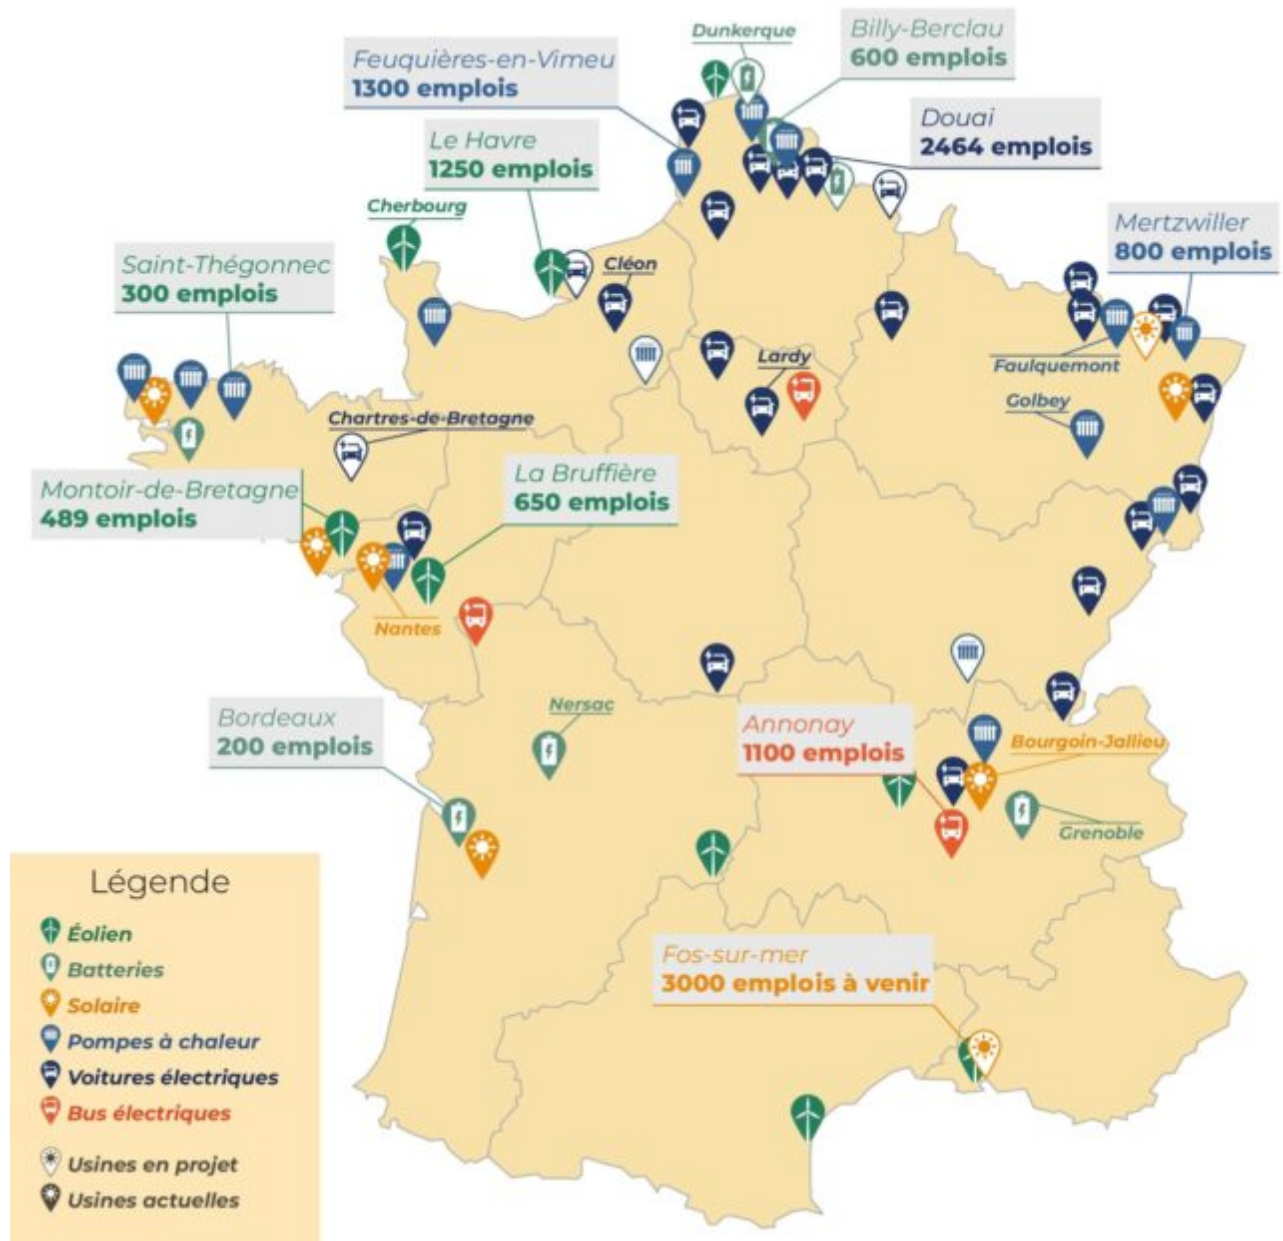 Dunkerque
Billy-Berclau
600 emplois
Feuquières-en-Vimeu
1300 emplois
Douai
2464 emplois
Le Havre
1250 emplois
Cherbourg
Mertzwiller
800 emplois
Saint-Thégonnec
300 emplois
Cléon
Lardy
Faulquemont
Golbey
Chartres-de-Bretagne
La Bruffière
650 emplois
Montoir-de-Bretagne
489 emplois
Nantes
Nersac
Bordeaux
200 emplois
Annonay
1100 emplois
Bourgoin-Jallieu
Grenoble
Fos-sur-mer
3000 emplois à venir
Légende
Éolien
Batteries
Solaire
Pompes à chaleur
Voitures électriques
Bus électriques
Usines en projet
Usines actuelles